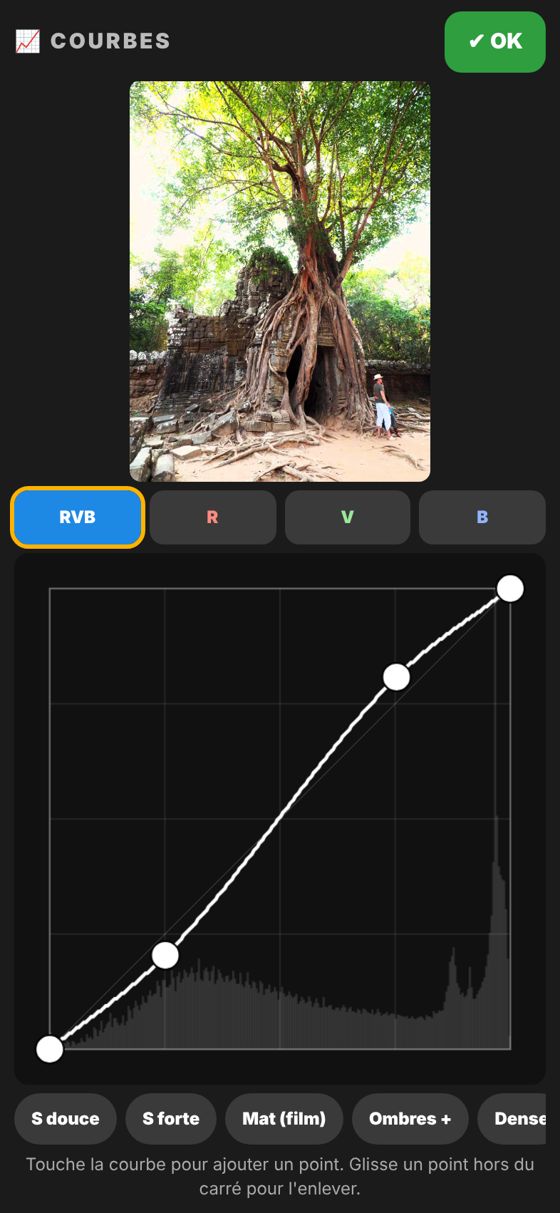 📈 COURBES
✔ OK
RVB
R
V
B
S douce
S forte
Mat (film)
Ombres +
Dense
Touche la courbe pour ajouter un point. Glisse un point hors du
carré pour l'enlever.